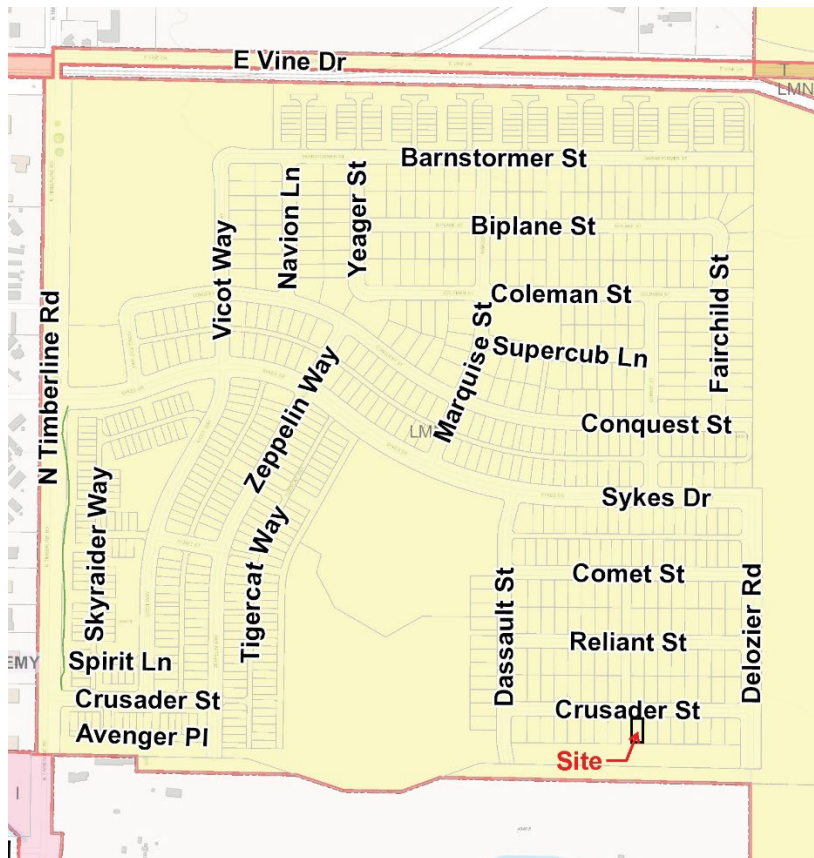 E Vine Dr
LMN
Barnstormer St
Navion Ln
Yeager St
Biplane St
Vicot Way
Coleman St
Fairchild St
N Timberline Rd
Marquise St
Supercub Ln
Zeppelin Way
LM
Conquest St
Sykes Dr
Skyraider Way
Tigercat Way
Comet St
Dassault St
Delozier Rd
Reliant St
EMY
Spirit Ln
Crusader St
Crusader St
Avenger Pl
Site
I